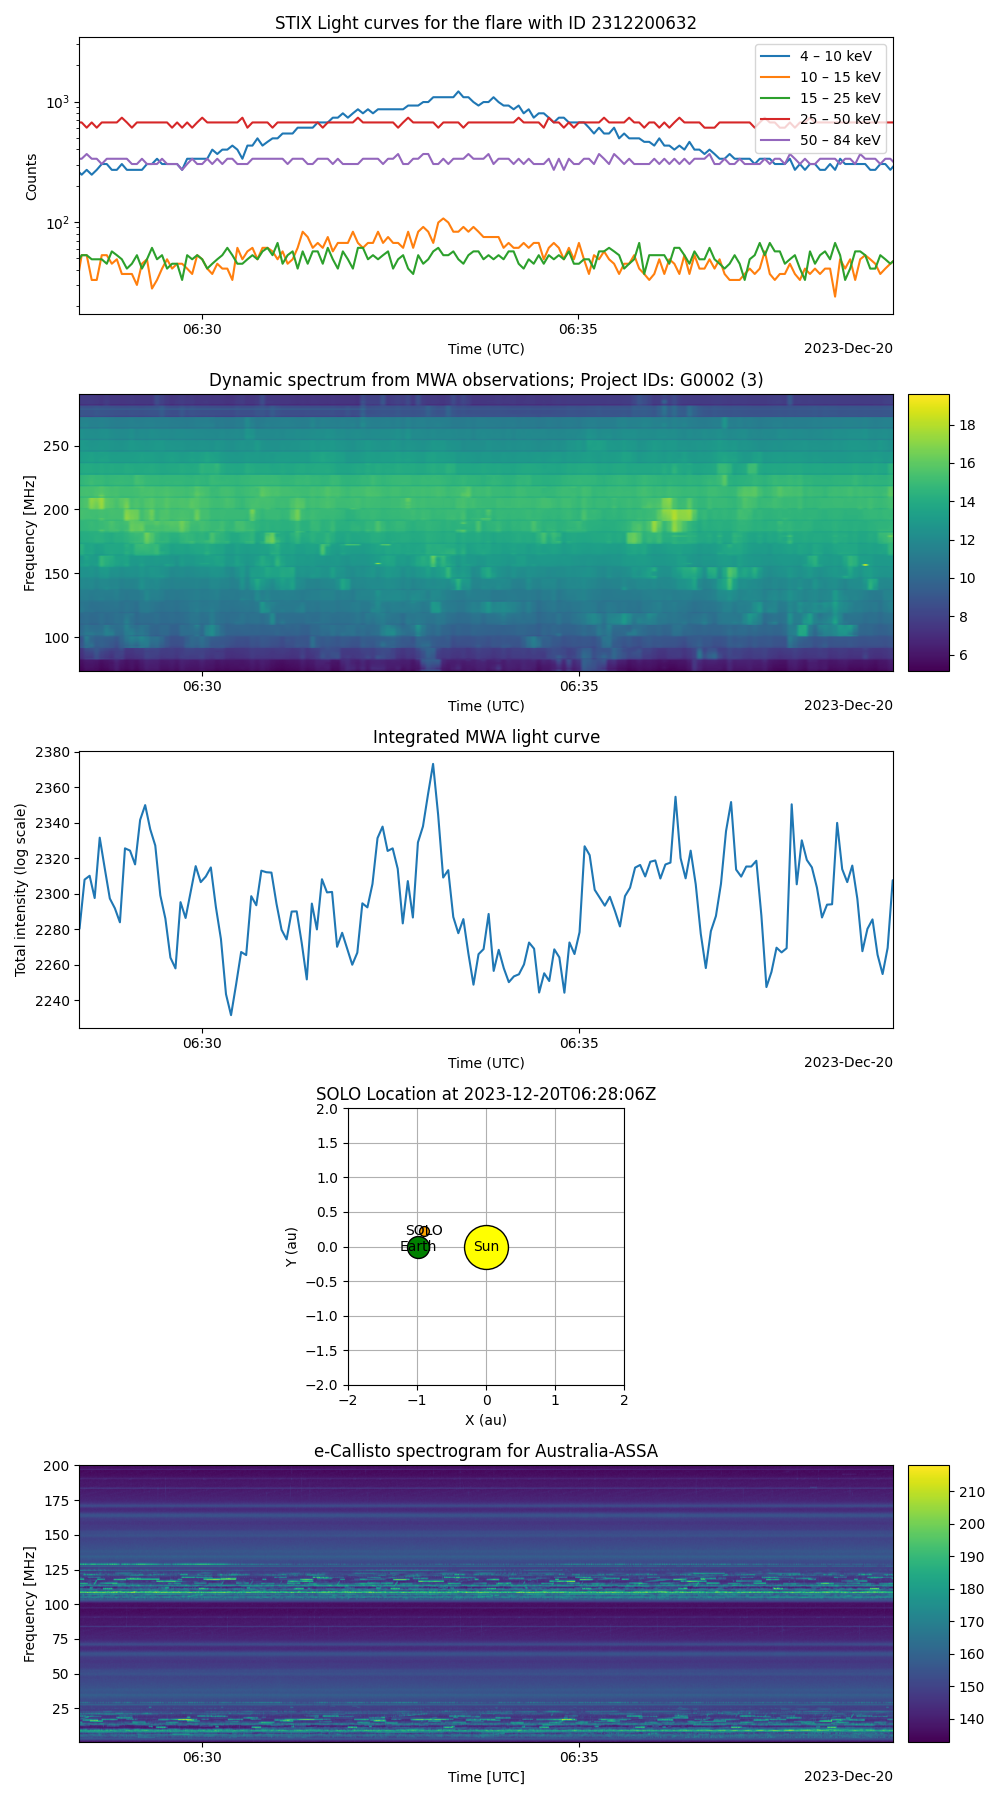 STIX Light curves for the flare with ID 2312200632
4 – 10 keV
10 – 15 keV
15 – 25 keV
25 – 50 keV
50 – 84 keV
10³
10²
Counts
06:30
06:35
Time (UTC)
2023-Dec-20
Dynamic spectrum from MWA observations; Project IDs: G0002 (3)
250
200
150
100
Frequency [MHz]
18
16
14
12
10
8
6
06:30
06:35
Time (UTC)
2023-Dec-20
Integrated MWA light curve
2380
2360
2340
2320
2300
2280
2260
2240
Total intensity (log scale)
06:30
06:35
Time (UTC)
2023-Dec-20
SOLO Location at 2023-12-20T06:28:06Z
2.0
1.5
1.0
0.5
0.0
−0.5
−1.0
−1.5
−2.0
Y (au)
SOLO
Earth
Sun
−2
−1
0
1
2
X (au)
e-Callisto spectrogram for Australia-ASSA
200
175
150
125
100
75
50
25
Frequency [MHz]
210
200
190
180
170
160
150
140
06:30
06:35
Time [UTC]
2023-Dec-20